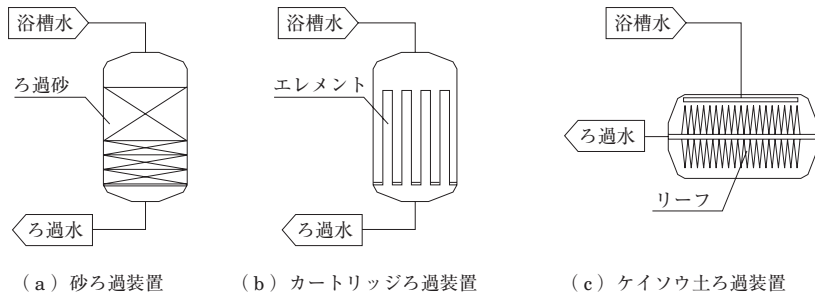 浴槽水
ろ過砂
ろ過水
(a)砂ろ過装置
浴槽水
エレメント
ろ過水
(b)カートリッジろ過装置
浴槽水
ろ過水
リーフ
(c)ケイソウ土ろ過装置